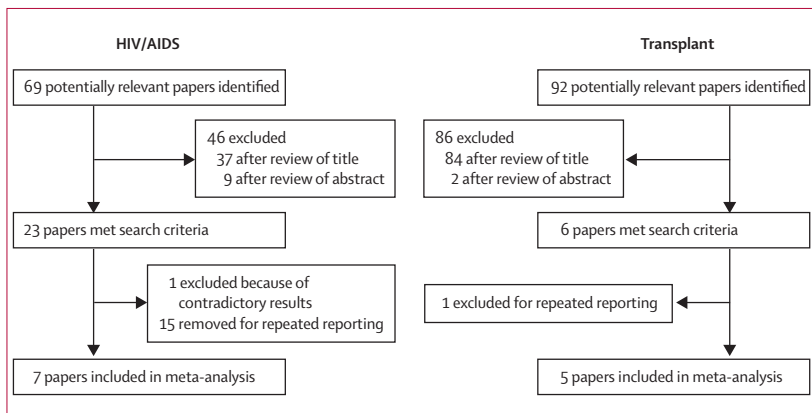 HIV/AIDS
69 potentially relevant papers identified
46 excluded
37 after review of title
9 after review of abstract
23 papers met search criteria
1 excluded because of
contradictory results
15 removed for repeated reporting
7 papers included in meta-analysis
Transplant
92 potentially relevant papers identified
86 excluded
84 after review of title
2 after review of abstract
6 papers met search criteria
1 excluded for repeated reporting
5 papers included in meta-analysis